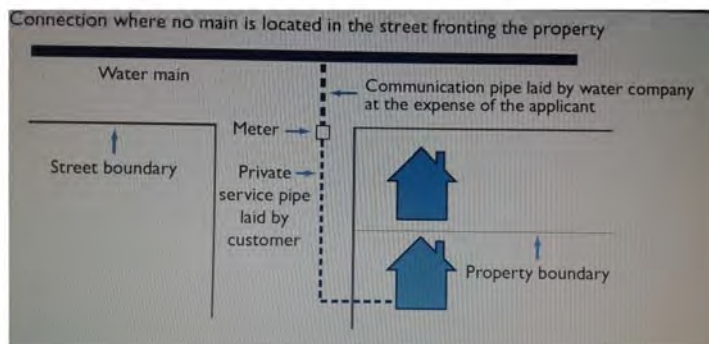 Connection where no main is located in the street fronting the property
Water main
Communication pipe laid by water company
at the expense of the applicant
Meter
Street boundary
Private
service pipe
laid by
customer
Property boundary